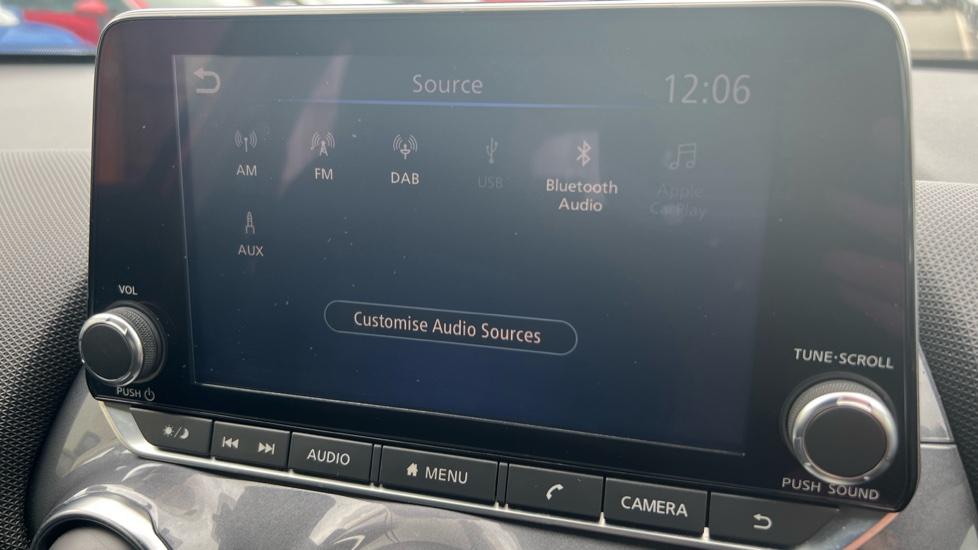 Source
12:06
AM
FM
DAB
USB
Bluetooth
Audio
Apple
CarPlay
AUX
Customise Audio Sources
VOL
PUSH
TUNE·SCROLL
PUSH SOUND
AUDIO
MENU
CAMERA